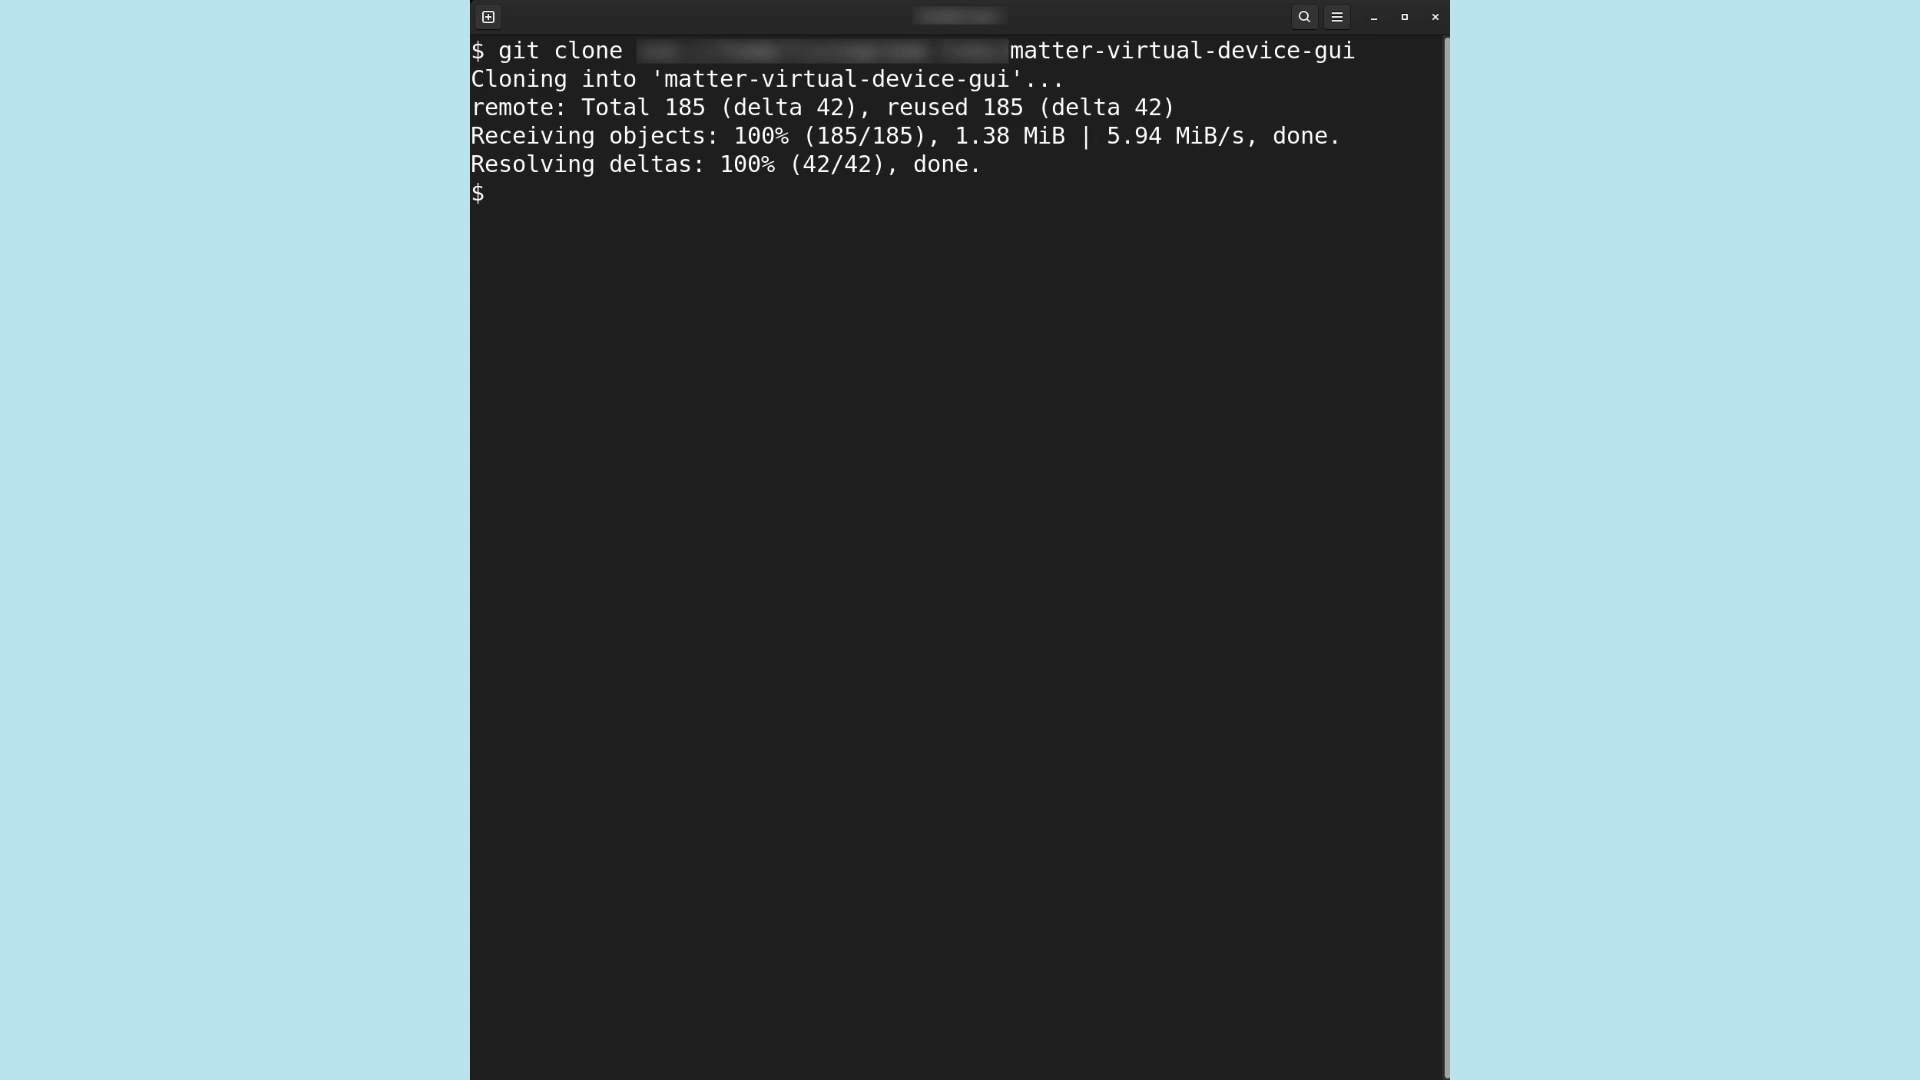 $ git clone matter-virtual-device-gui
Cloning into 'matter-virtual-device-gui'...
remote: Total 185 (delta 42), reused 185 (delta 42)
Receiving objects: 100% (185/185), 1.38 MiB | 5.94 MiB/s, done.
Resolving deltas: 100% (42/42), done.
$